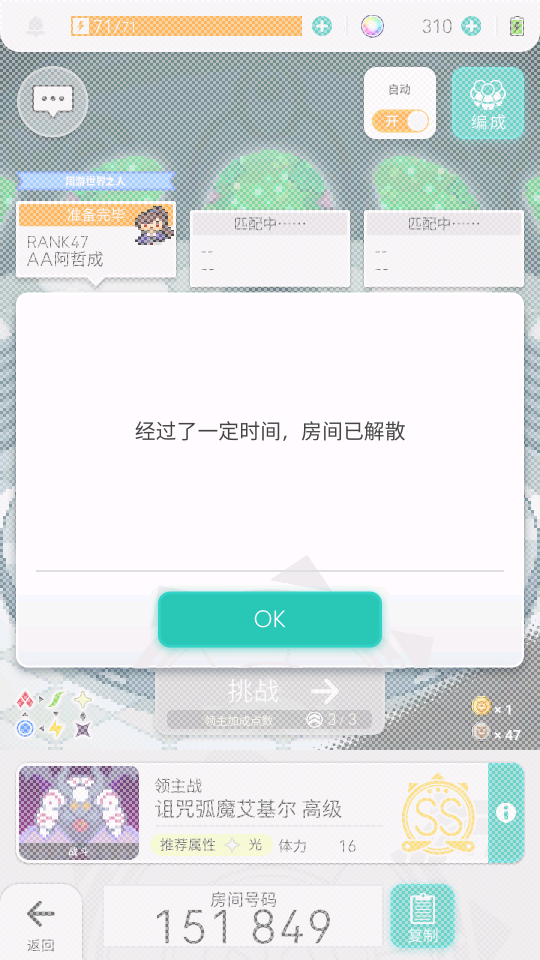 71/71
310
自动
开
编成
异游世界之人
准备完毕
RANK47
AA阿哲成
匹配中……
--
--
匹配中……
--
--
经过了一定时间，房间已解散
OK
挑战
领主加成点数
3/3
×1
×47
领主战
诅咒弧魔艾基尔 高级
推荐属性 光 体力 16
SS
战斗
房间号码
151 849
返回
复制